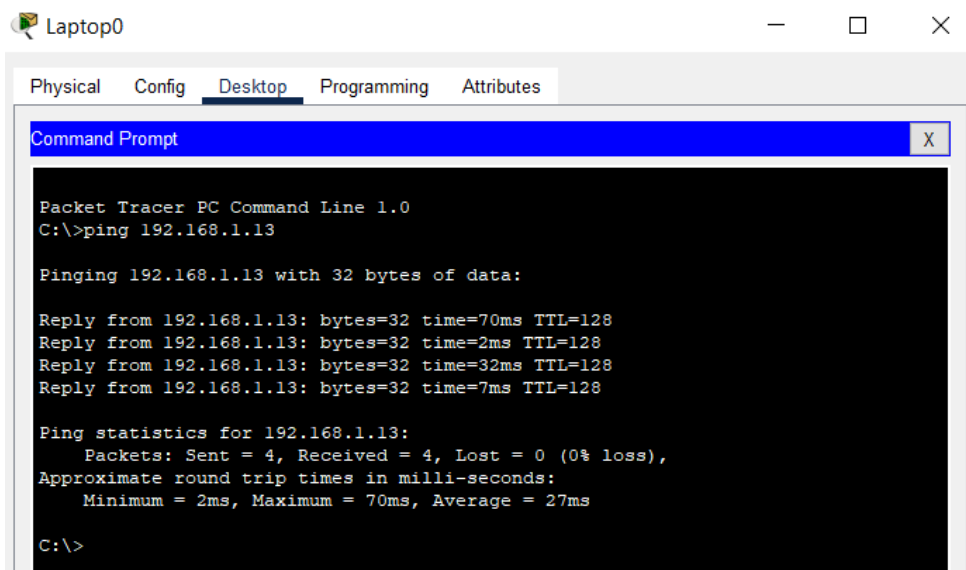 Laptop0
Physical Config Desktop Programming Attributes
Command Prompt
X
Packet Tracer PC Command Line 1.0
C:\>ping 192.168.1.13
Pinging 192.168.1.13 with 32 bytes of data:
Reply from 192.168.1.13: bytes=32 time=70ms TTL=128
Reply from 192.168.1.13: bytes=32 time=2ms TTL=128
Reply from 192.168.1.13: bytes=32 time=32ms TTL=128
Reply from 192.168.1.13: bytes=32 time=7ms TTL=128
Ping statistics for 192.168.1.13:
Packets: Sent = 4, Received = 4, Lost = 0 (0% loss),
Approximate round trip times in milli-seconds:
Minimum = 2ms, Maximum = 70ms, Average = 27ms
C:\>